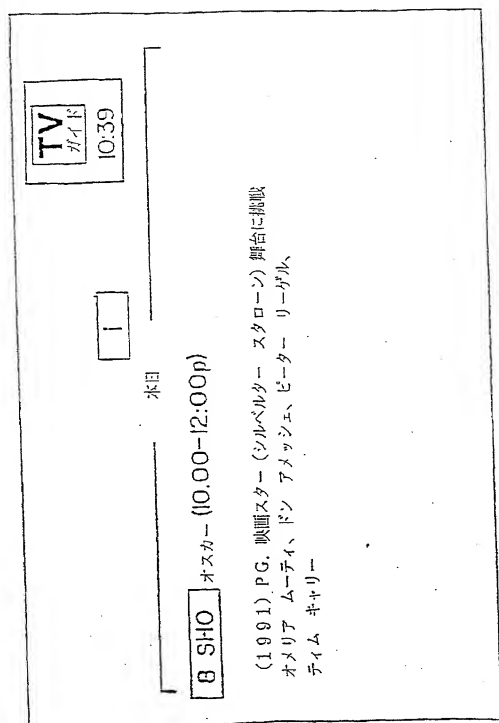 TV
ガイド
10:39
i
水日
8 SHO オスカー (10.00-12:00p)
(1991) PG. 映画スター (シルベルター スタローン) 舞台に挑戦
オメリア ムーティ、ドン アメッシェ、ピーター リーゲル、
ティム キャリー